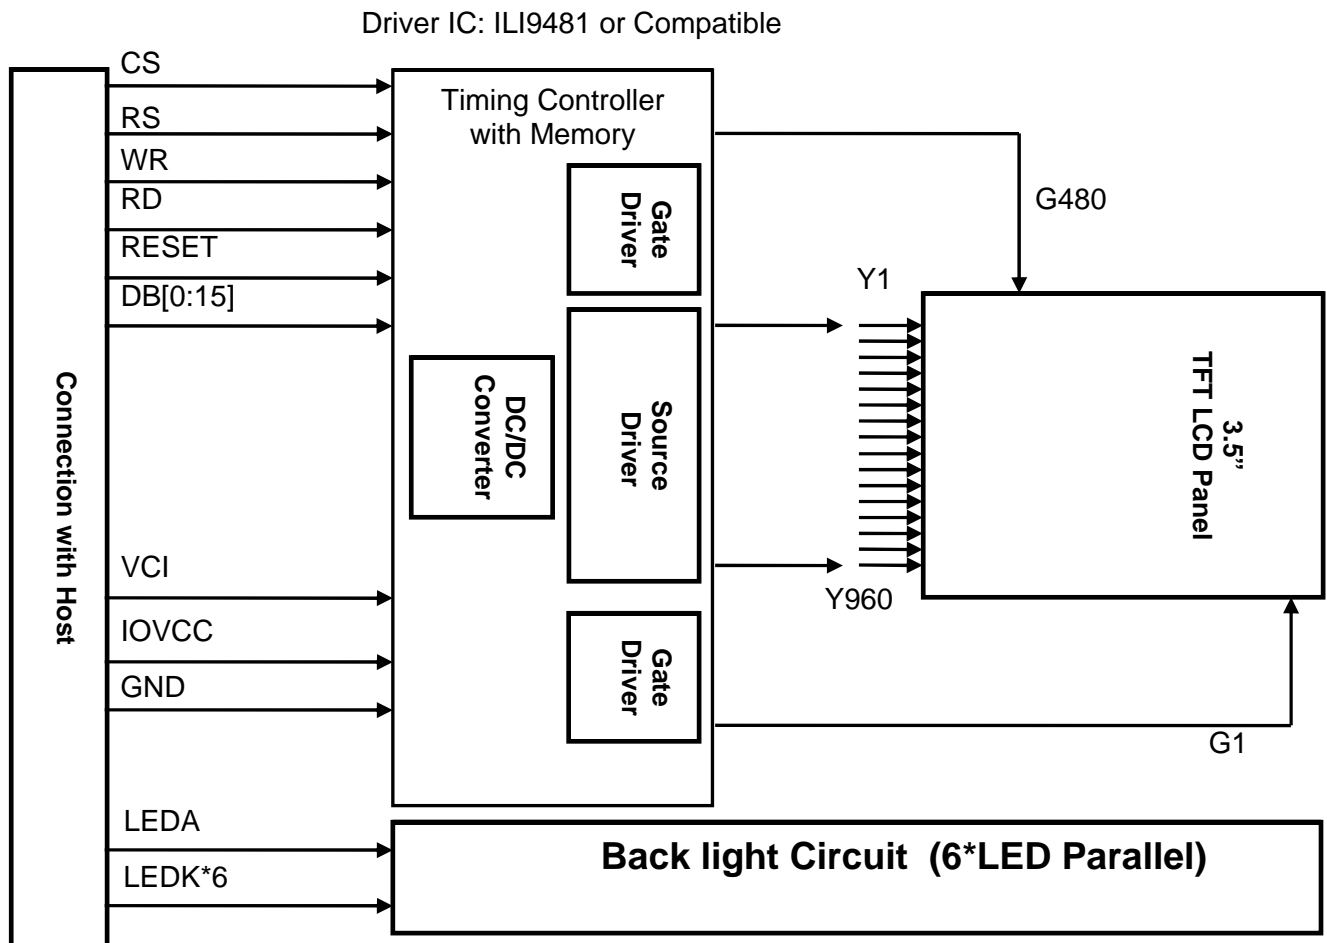 Driver IC: ILI9481 or Compatible
CS
RS
WR
RD
RESET
DB[0:15]
VCI
IOVCC
GND
LEDA
LEDK*6
Connection with Host
Timing Controller
with Memory
Gate
Driver
DC/DC
Converter
Source
Driver
Gate
Driver
G480
Y1
Y960
G1
3.5”
TFT LCD Panel
Back light Circuit (6*LED Parallel)